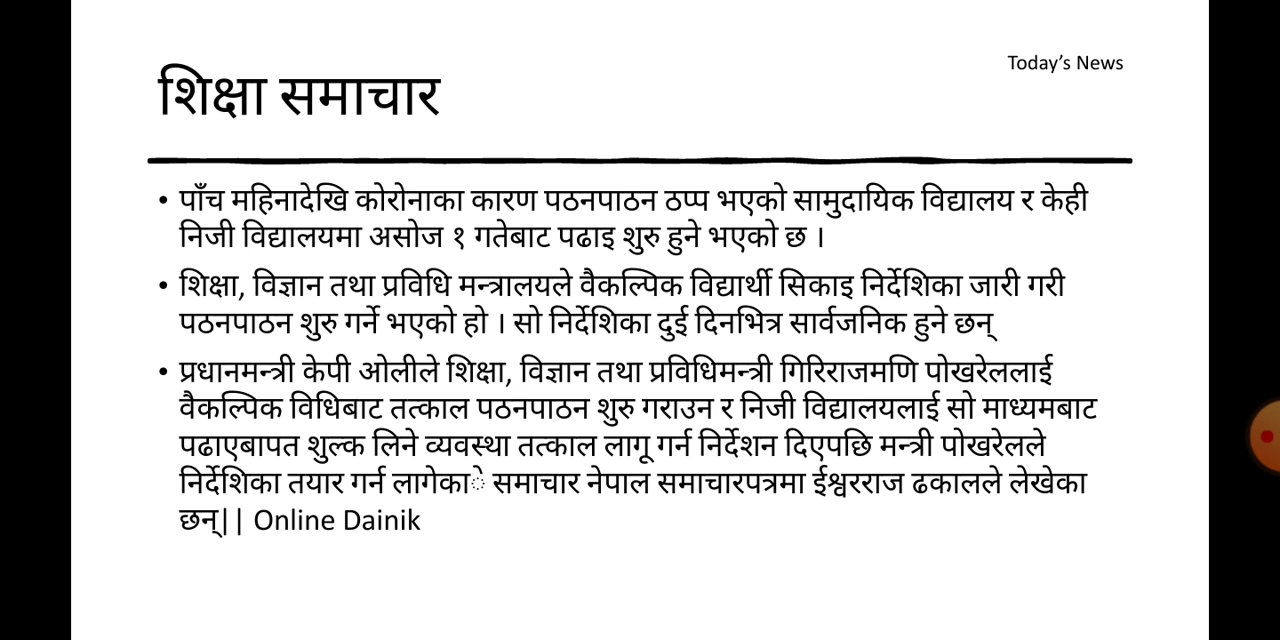 Today’s News
शिक्षा समाचार
• पाँच महिनादेखि कोरोनाका कारण पठनपाठन ठप्प भएको सामुदायिक विद्यालय र केही
निजी विद्यालयमा असोज १ गतेबाट पढाइ शुरु हुने भएको छ ।
• शिक्षा, विज्ञान तथा प्रविधि मन्त्रालयले वैकल्पिक विद्यार्थी सिकाइ निर्देशिका जारी गरी
पठनपाठन शुरु गर्ने भएको हो । सो निर्देशिका दुई दिनभित्र सार्वजनिक हुने छन्
• प्रधानमन्त्री केपी ओलीले शिक्षा, विज्ञान तथा प्रविधिमन्त्री गिरिराजमणि पोखरेललाई
वैकल्पिक विधिबाट तत्काल पठनपाठन शुरु गराउन र निजी विद्यालयलाई सो माध्यमबाट
पढाएबापत शुल्क लिने व्यवस्था तत्काल लागू गर्न निर्देशन दिएपछि मन्त्री पोखरेलले
निर्देशिका तयार गर्न लागेकाे समाचार नेपाल समाचारपत्रमा ईश्वरराज ढकालले लेखेका
छन्|| Online Dainik